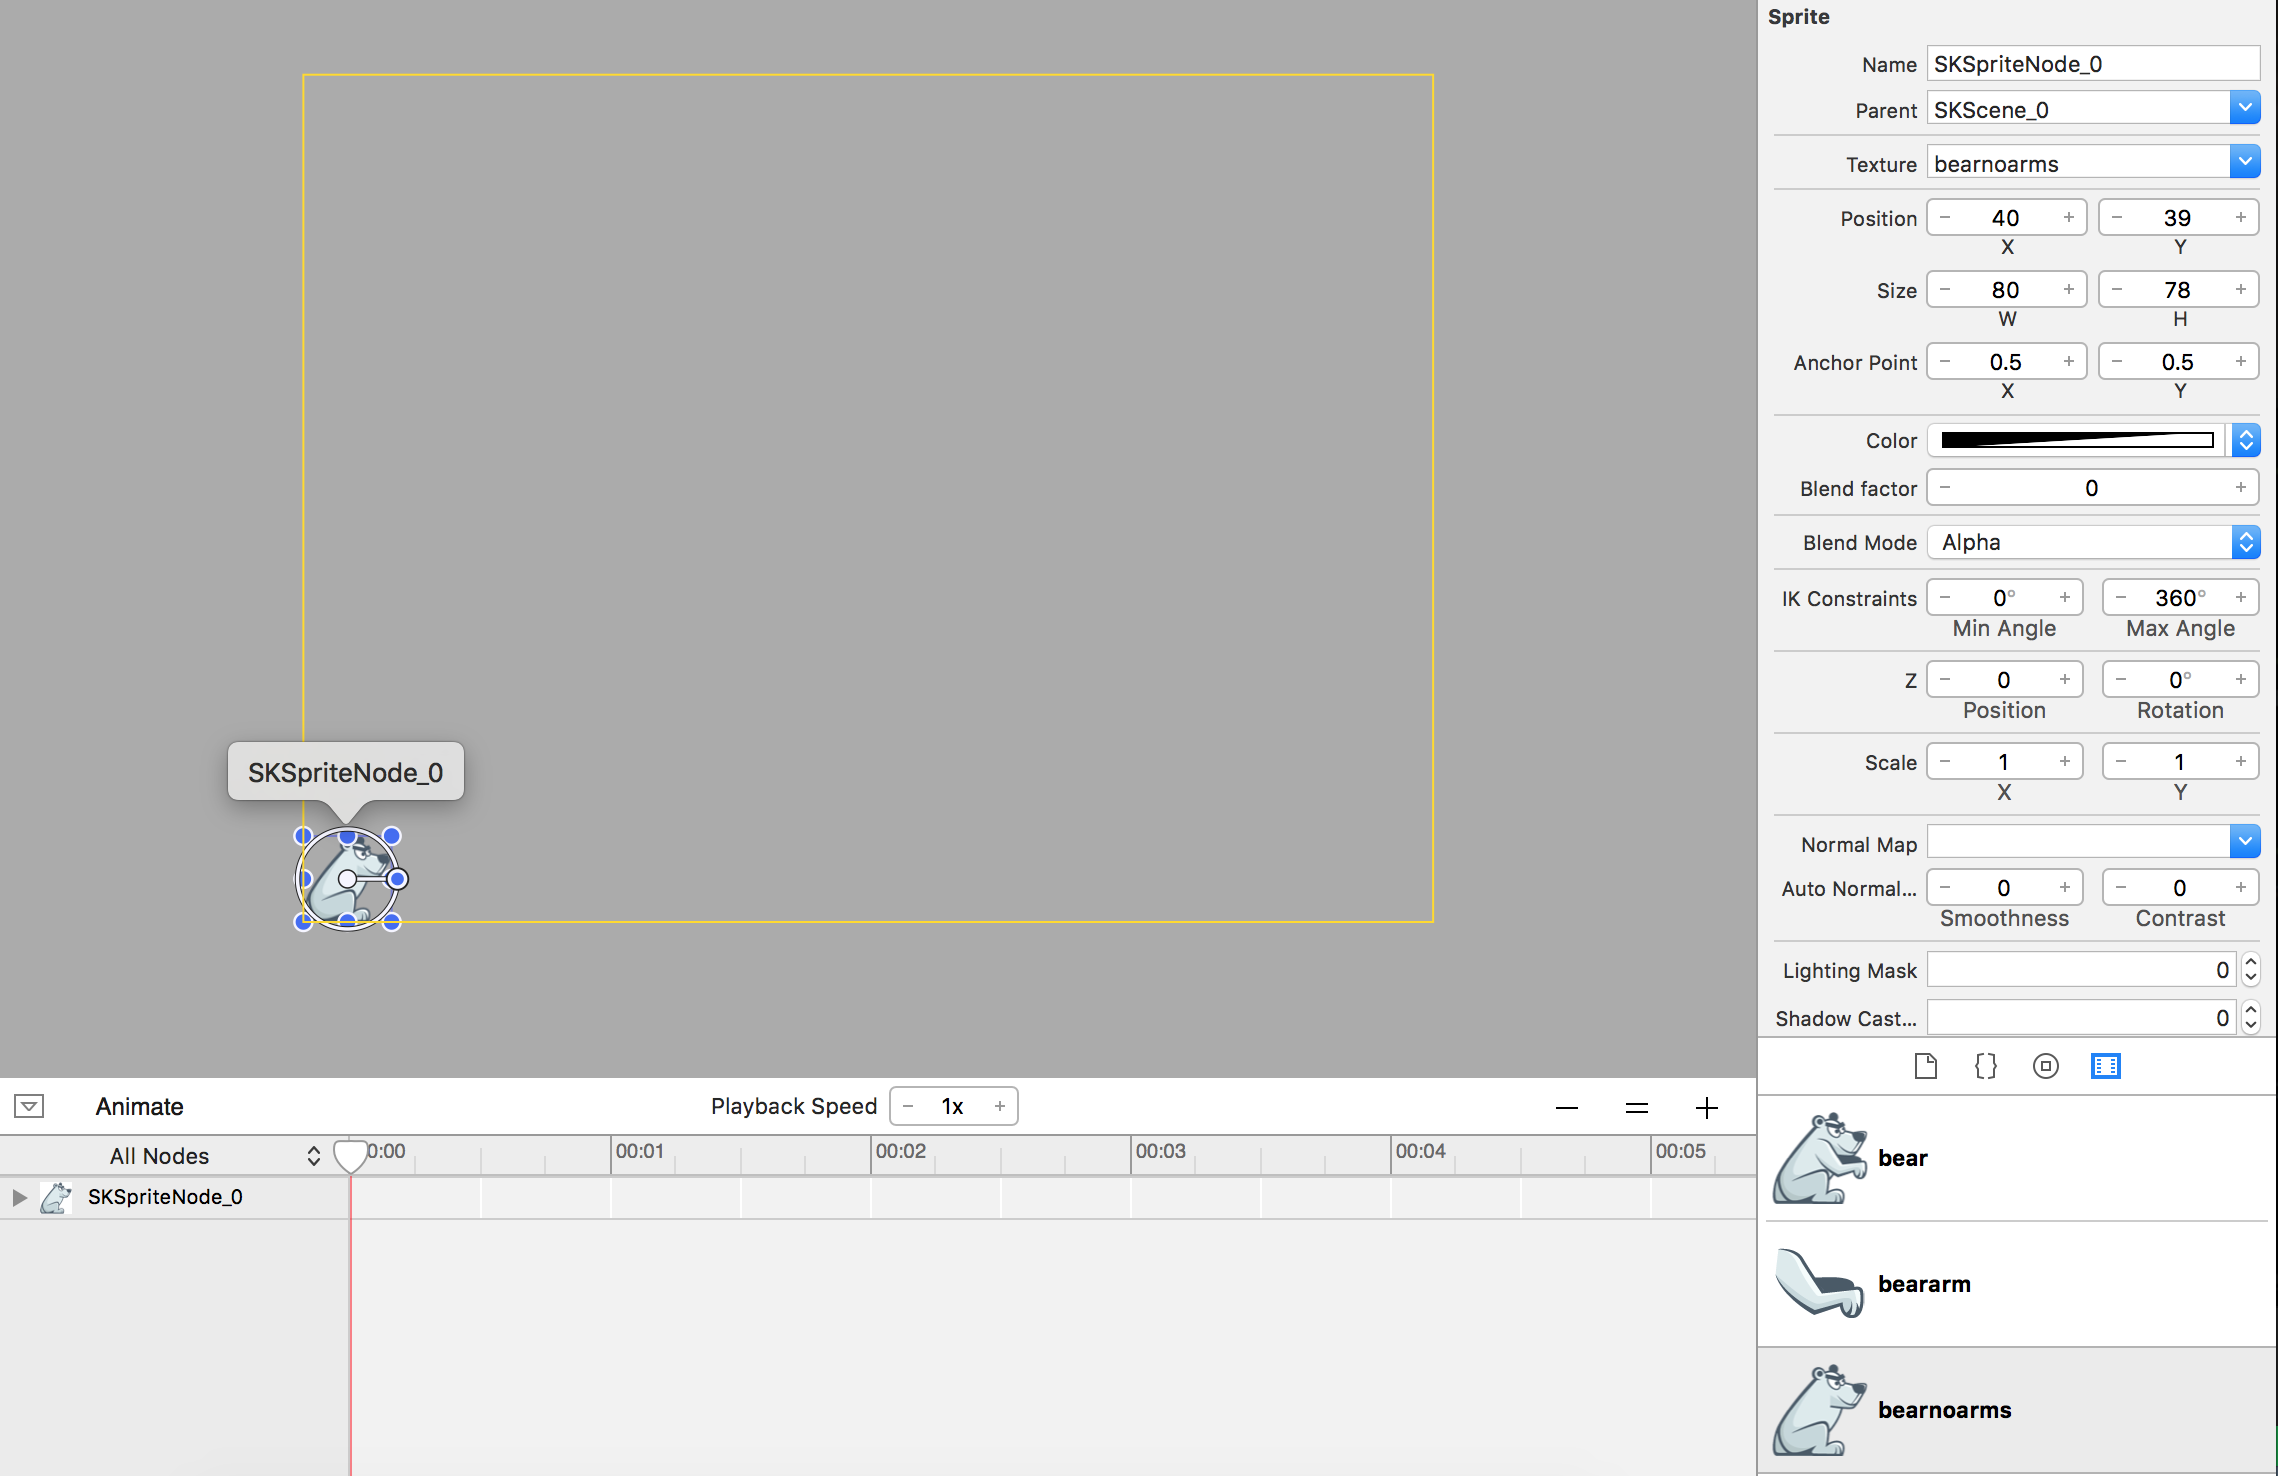 Sprite
Name SKSpriteNode_0
Parent SKScene_0
Texture bearnoarms
Position - 40 + - 39 +
X Y
Size - 80 + - 78 +
W H
Anchor Point - 0.5 + - 0.5 +
X Y
Color
Blend factor - 0 +
Blend Mode Alpha
IK Constraints - 0° + - 360° +
Min Angle Max Angle
Z - 0 + - 0° +
Position Rotation
Scale - 1 + - 1 +
X Y
Normal Map
Auto Normal... - 0 + - 0 +
Smoothness Contrast
Lighting Mask 0
Shadow Cast... 0
SKSpriteNode_0
Animate Playback Speed - 1x +
All Nodes 0:00 00:01 00:02 00:03 00:04 00:05
SKSpriteNode_0
bear
beararm
bearnoarms